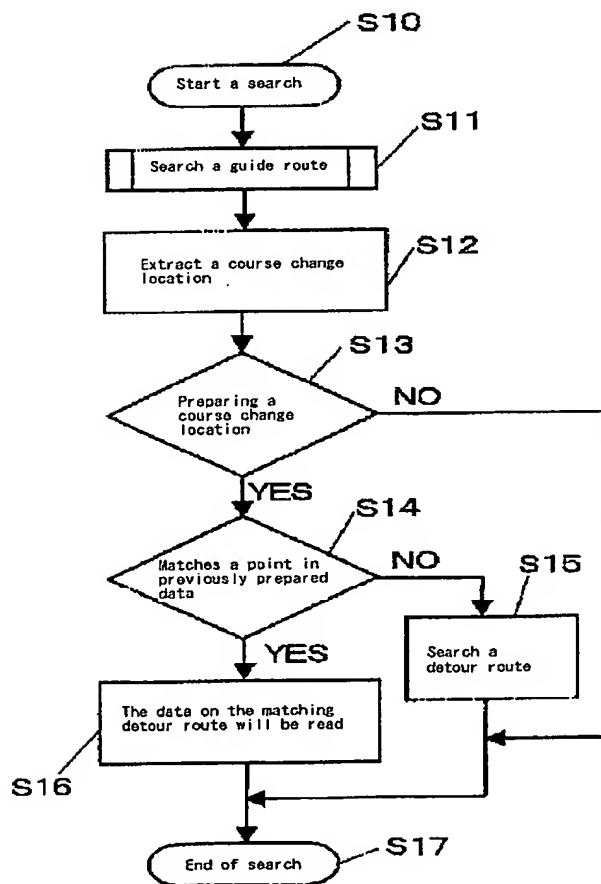 S10
Start a search
S11
Search a guide route
S12
Extract a course change
location
S13
Preparing a
course change
location
NO
YES
S14
Matches a point in
previously prepared
data
NO
S15
YES
Search a
detour route
The data on the matching
detour route will be read
S16
S17
End of search